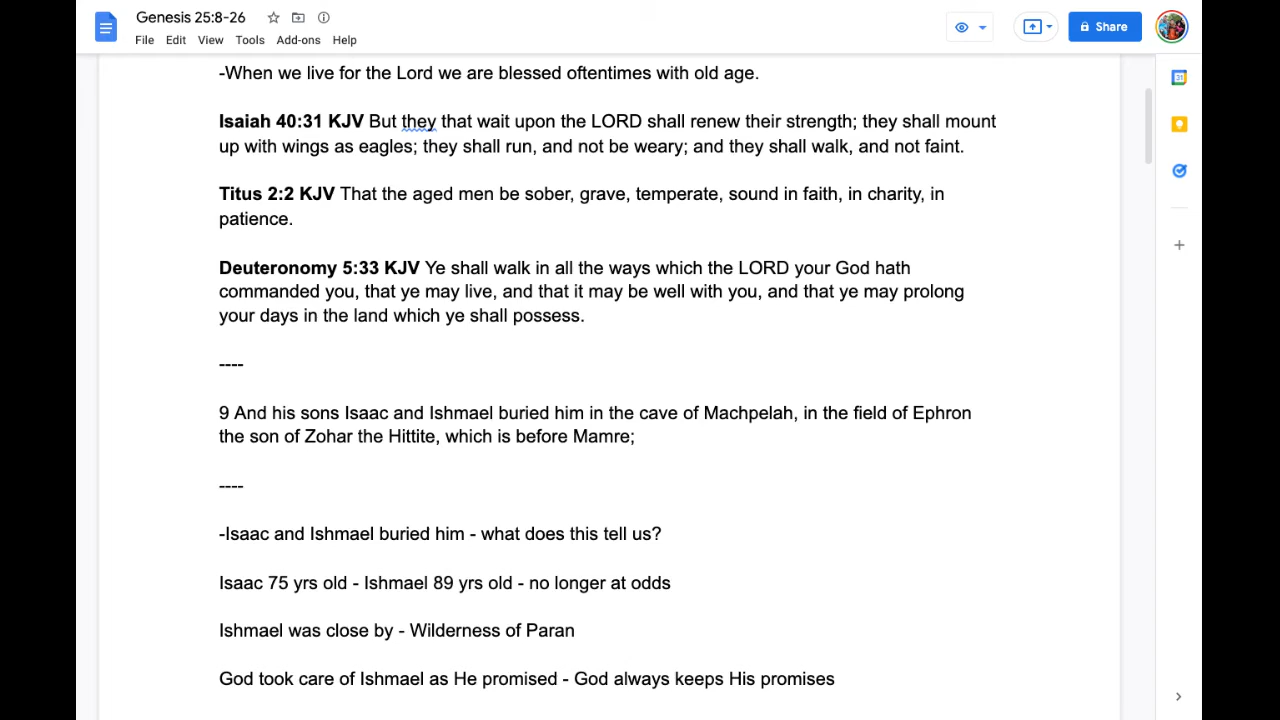 Genesis 25:8-26
File Edit View Tools Add-ons Help
Share
31
-When we live for the Lord we are blessed oftentimes with old age.
Isaiah 40:31 KJV But they that wait upon the LORD shall renew their strength; they shall mount
up with wings as eagles; they shall run, and not be weary; and they shall walk, and not faint.
Titus 2:2 KJV That the aged men be sober, grave, temperate, sound in faith, in charity, in
patience.
Deuteronomy 5:33 KJV Ye shall walk in all the ways which the LORD your God hath
commanded you, that ye may live, and that it may be well with you, and that ye may prolong
your days in the land which ye shall possess.
----
9 And his sons Isaac and Ishmael buried him in the cave of Machpelah, in the field of Ephron
the son of Zohar the Hittite, which is before Mamre;
----
-Isaac and Ishmael buried him - what does this tell us?
Isaac 75 yrs old - Ishmael 89 yrs old - no longer at odds
Ishmael was close by - Wilderness of Paran
God took care of Ishmael as He promised - God always keeps His promises